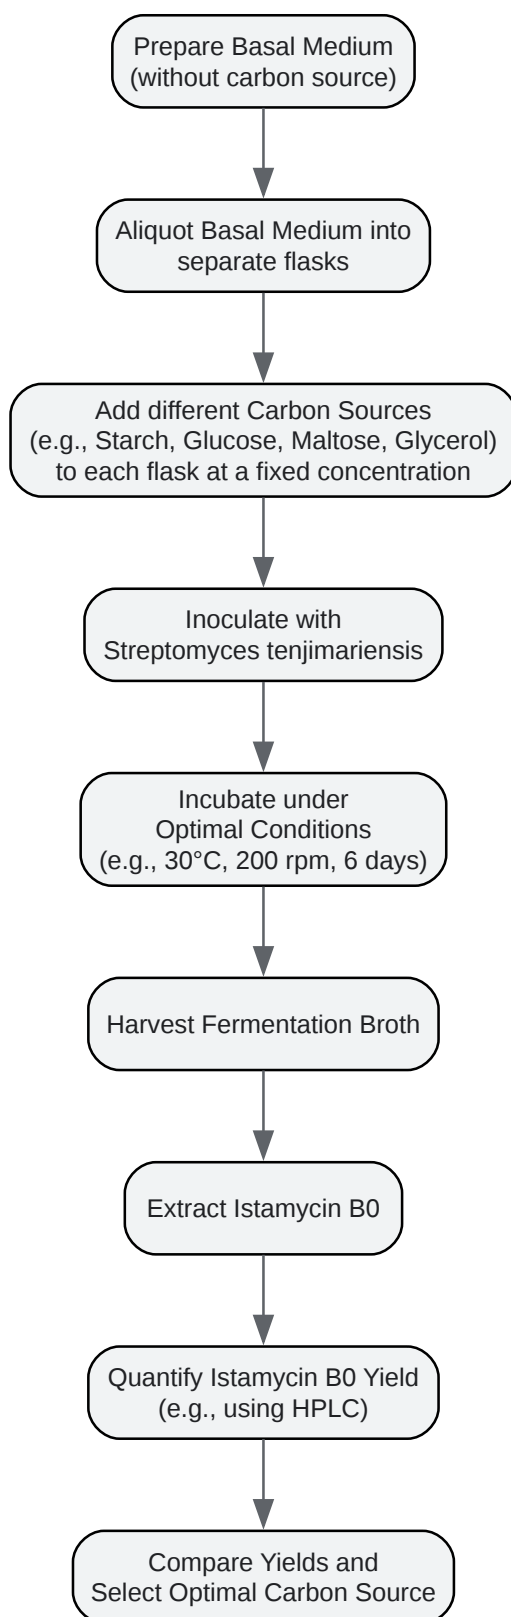 Prepare Basal Medium
(without carbon source)
Aliquot Basal Medium into
separate flasks
Add different Carbon Sources
(e.g., Starch, Glucose, Maltose, Glycerol)
to each flask at a fixed concentration
Inoculate with
Streptomyces tenjimariensis
Incubate under
Optimal Conditions
(e.g., 30°C, 200 rpm, 6 days)
Harvest Fermentation Broth
Extract Istamycin B0
Quantify Istamycin B0 Yield
(e.g., using HPLC)
Compare Yields and
Select Optimal Carbon Source